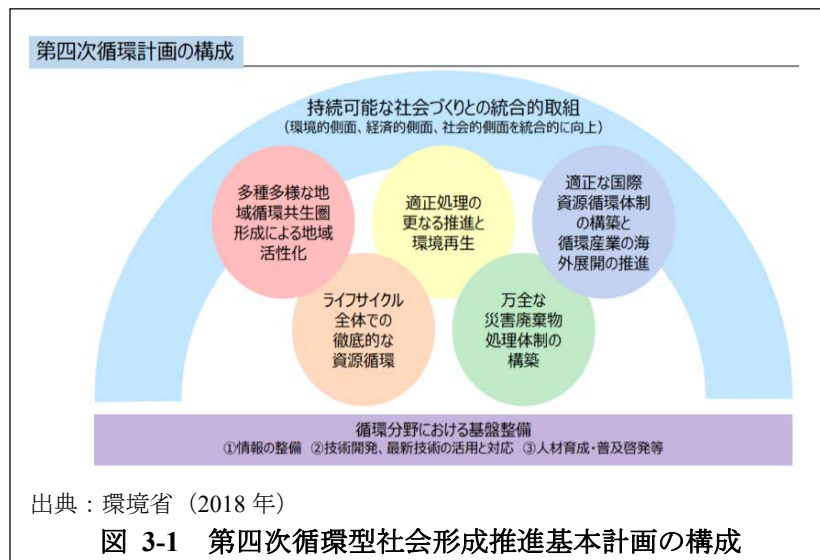 第四次循環計画の構成
持続可能な社会づくりとの統合的取組
(環境的側面、経済的側面、社会的側面を統合的に向上)
多種多様な地
域循環共生圏
形成による地域
活性化
適正処理の
更なる推進と
環境再生
適正な国際
資源循環体制
の構築と
循環産業の海
外展開の推進
ライフサイクル
全体での
徹底的な
資源循環
万全な
災害廃棄物
処理体制の
構築
循環分野における基盤整備
①情報の整備 ②技術開発、最新技術の活用と対応 ③人材育成・普及啓発等
出典：環境省（2018 年）
図 3-1 第四次循環型社会形成推進基本計画の構成